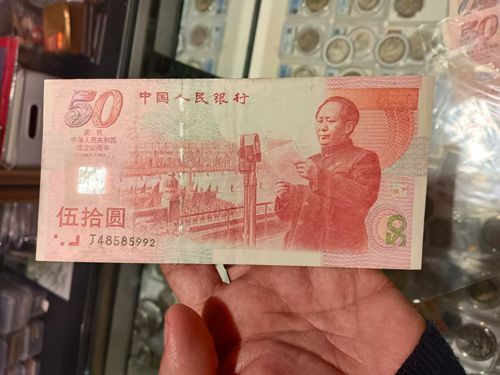 50
中国人民银行
庆祝
中华人民共和国
成立50周年
伍拾圆
J48585992
50